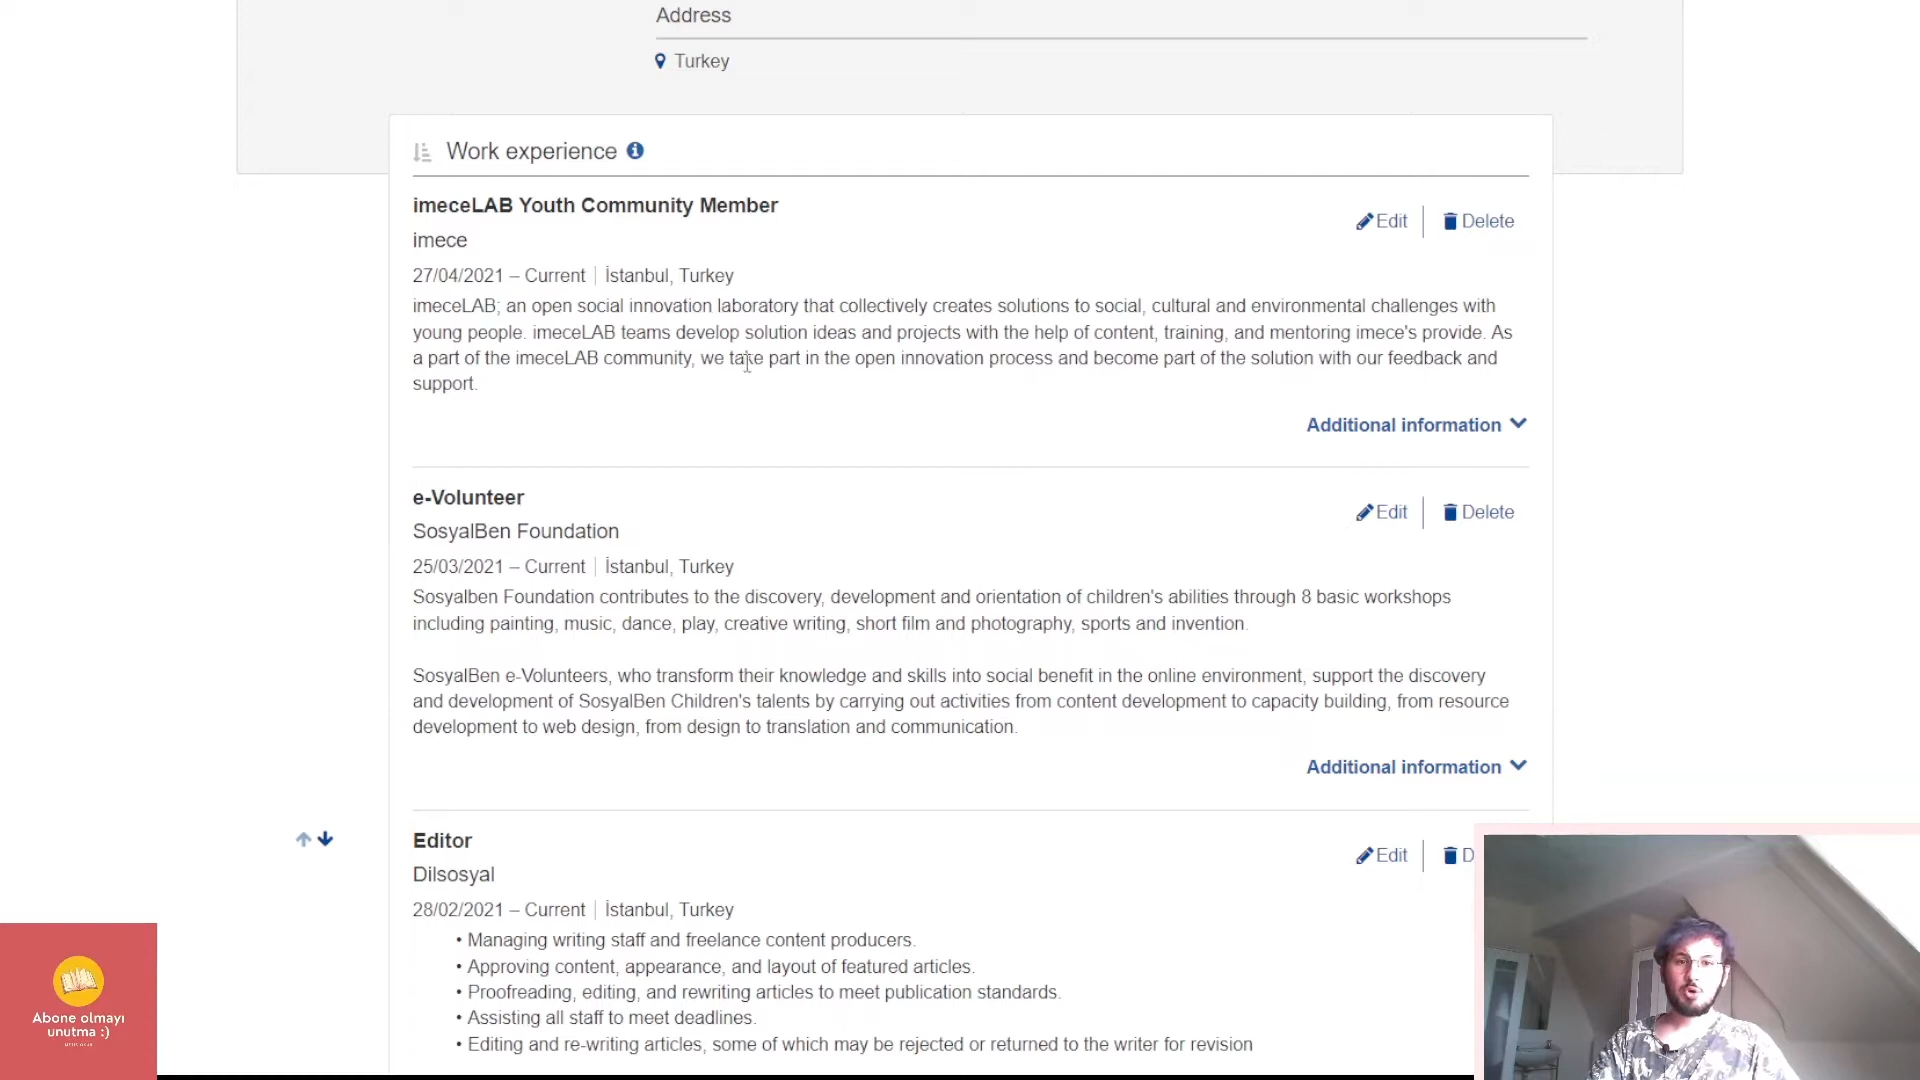 Address
Turkey
Work experience
imeceLAB Youth Community Member
Edit
Delete
imece
27/04/2021 – Current
İstanbul, Turkey
imeceLAB; an open social innovation laboratory that collectively creates solutions to social, cultural and environmental challenges with
young people. imeceLAB teams develop solution ideas and projects with the help of content, training, and mentoring imece's provide. As
a part of the imeceLAB community, we take part in the open innovation process and become part of the solution with our feedback and
support.
Additional information
e-Volunteer
Edit
Delete
SosyalBen Foundation
25/03/2021 – Current
İstanbul, Turkey
Sosyalben Foundation contributes to the discovery, development and orientation of children's abilities through 8 basic workshops
including painting, music, dance, play, creative writing, short film and photography, sports and invention.
SosyalBen e-Volunteers, who transform their knowledge and skills into social benefit in the online environment, support the discovery
and development of SosyalBen Children's talents by carrying out activities from content development to capacity building, from resource
development to web design, from design to translation and communication.
Additional information
Editor
Edit
D
Dilsosyal
28/02/2021 – Current
İstanbul, Turkey
• Managing writing staff and freelance content producers.
• Approving content, appearance, and layout of featured articles.
• Proofreading, editing, and rewriting articles to meet publication standards.
• Assisting all staff to meet deadlines.
• Editing and re-writing articles, some of which may be rejected or returned to the writer for revision
Abone olmayı
unutma :)